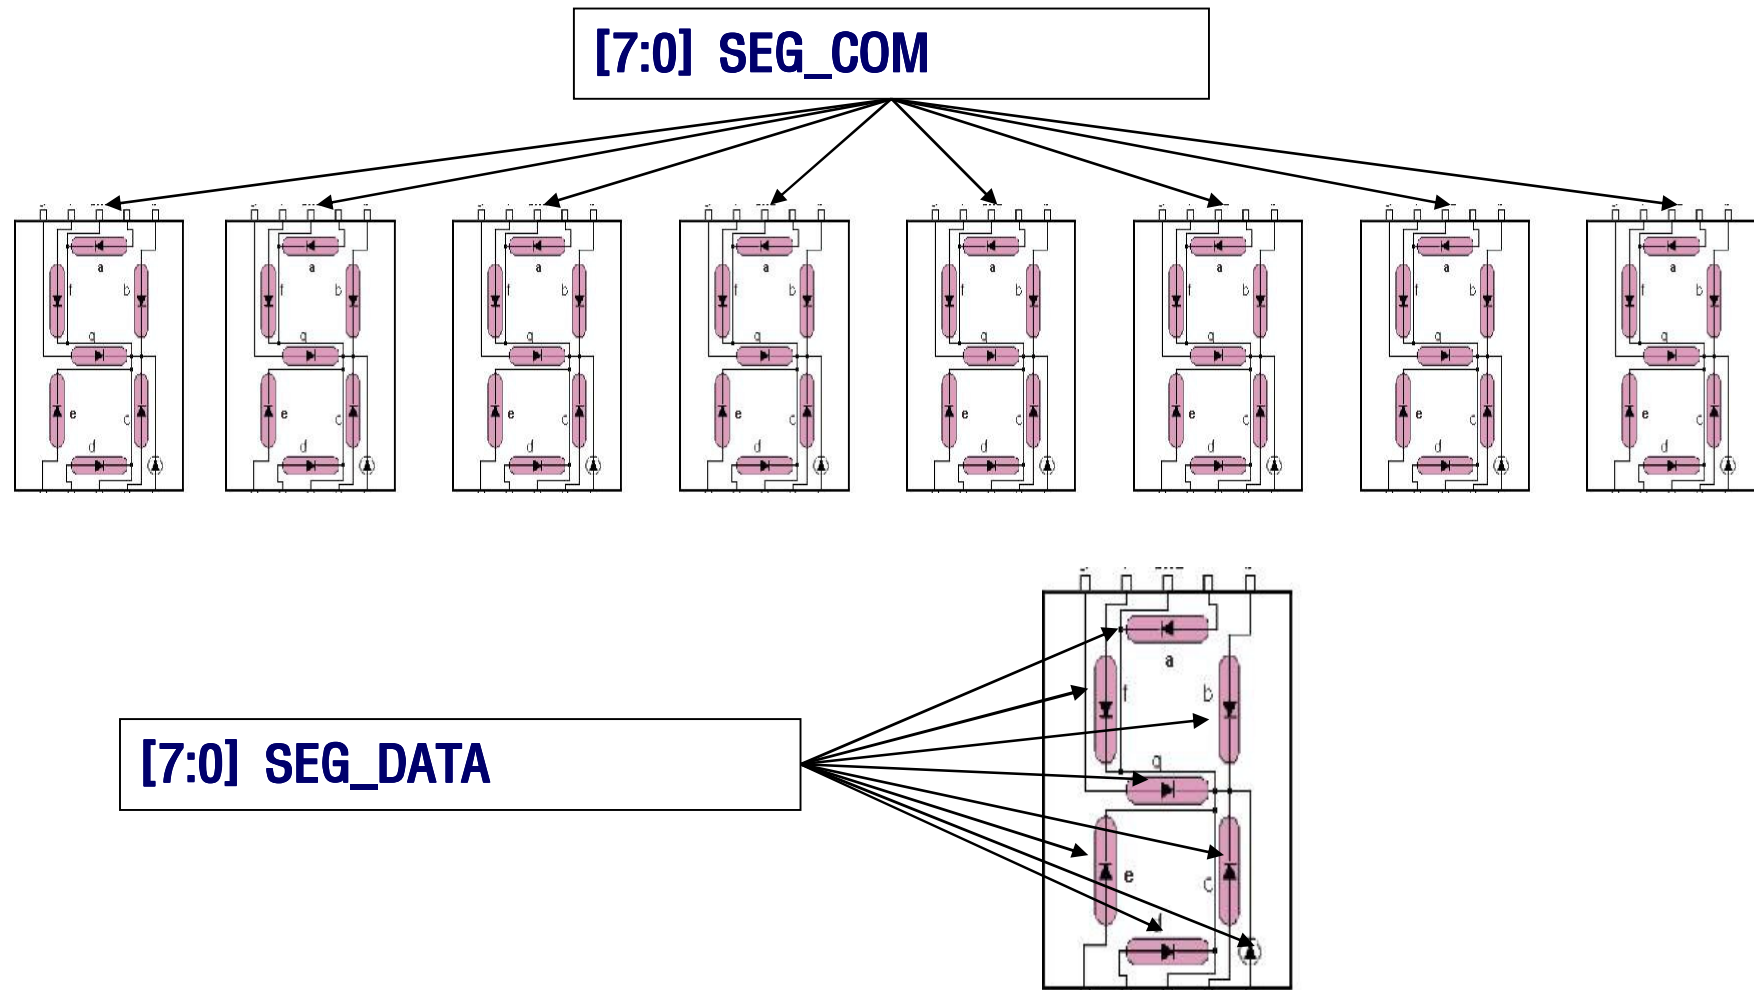 [7:0] SEG_COM
a a a a a a a a
f b f b f b f b f b f b f b f b
g g g g g g g g
e c e c e c e c e c e c e c e c
d d d d d d d d
a
f b
[7:0] SEG_DATA
g
e c
d